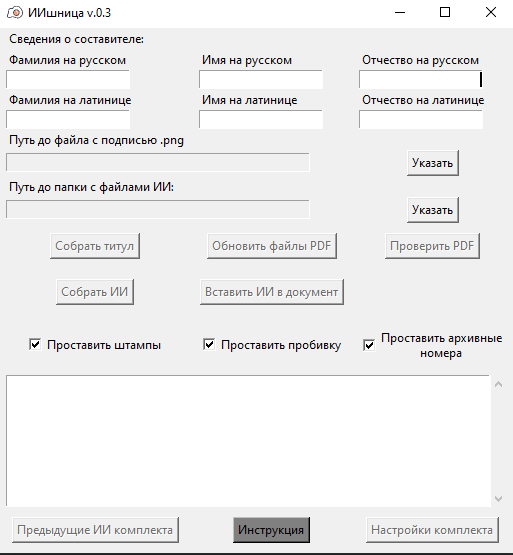 ИИшница v.0.3
Сведения о составителе:
Фамилия на русском Имя на русском Отчество на русском
Фамилия на латинице Имя на латинице Отчество на латинице
Путь до файла с подписью .png
Указать
Путь до папки с файлами ИИ:
Указать
Собрать титул Обновить файлы PDF Проверить PDF
Собрать ИИ Вставить ИИ в документ
Проставить штампы Проставить пробивку Проставить архивные
номера
Предыдущие ИИ комплекта Инструкция Настройки комплекта